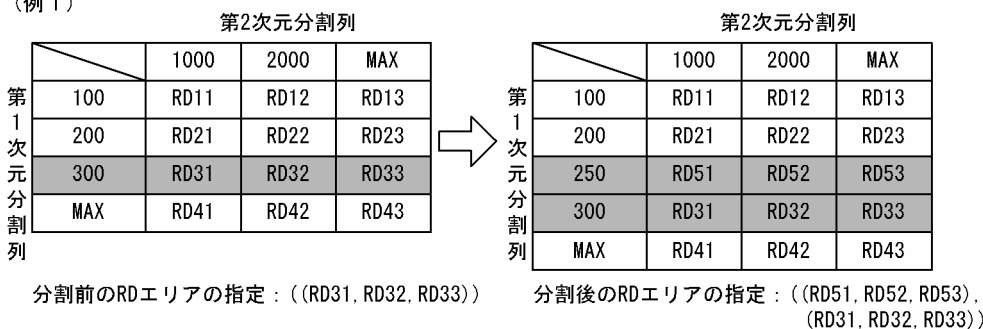 (例1)
第2次元分割列
1000 2000 MAX
第1次元分割列
100 RD11 RD12 RD13
200 RD21 RD22 RD23
300 RD31 RD32 RD33
MAX RD41 RD42 RD43
分割前のRDエリアの指定：((RD31,RD32,RD33))
第2次元分割列
1000 2000 MAX
第1次元分割列
100 RD11 RD12 RD13
200 RD21 RD22 RD23
250 RD51 RD52 RD53
300 RD31 RD32 RD33
MAX RD41 RD42 RD43
分割後のRDエリアの指定：((RD51,RD52,RD53),
(RD31,RD32,RD33))